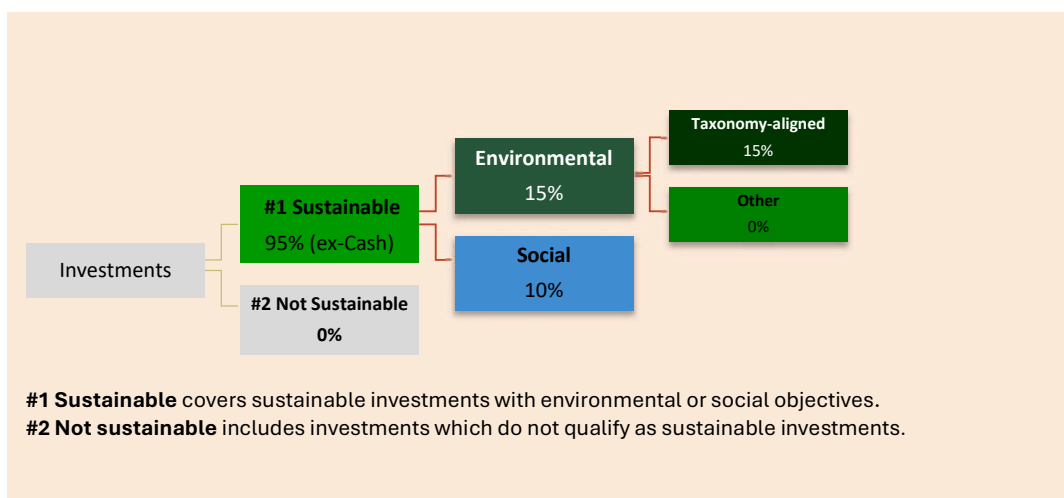 Investments
#1 Sustainable
95% (ex-Cash)
#2 Not Sustainable
0%
Environmental
15%
Social
10%
Taxonomy-aligned
15%
Other
0%
#1 Sustainable covers sustainable investments with environmental or social objectives.
#2 Not sustainable includes investments which do not qualify as sustainable investments.